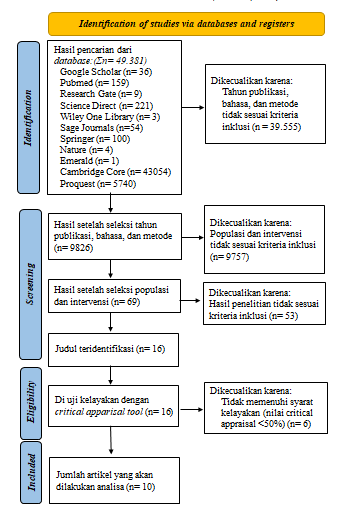 Identification of studies via databases and registers
Identification
Hasil pencarian dari
database:(Σn= 49.381)
Google Scholar (n= 36)
Pubmed (n= 159)
Research Gate (n= 9)
Science Direct (n= 221)
Wiley One Library (n= 3)
Sage Journals (n=54)
Springer (n= 100)
Nature (n= 4)
Emerald (n= 1)
Cambridge Core (n= 43054)
Proquest (n= 5740)
Dikecualikan karena:
Tahun publikasi,
bahasa, dan metode
tidak sesuai kriteria
inklusi (n = 39.555)
Screening
Hasil setelah seleksi tahun
publikasi, bahasa, dan metode
(n= 9826)
Dikecualikan karena:
Populasi dan intervensi
tidak sesuai kriteria inklusi
(n= 9757)
Hasil setelah seleksi populasi
dan intervensi (n= 69)
Dikecualikan karena:
Hasil penelitian tidak sesuai
kriteria inklusi (n= 53)
Judul teridentifikasi (n= 16)
Eligibility
Di uji kelayakan dengan
critical apparisal tool (n= 16)
Dikecualikan karena:
Tidak memenuhi syarat
kelayakan (nilai critical
appraisal <50%) (n= 6)
Included
Jumlah artikel yang akan
dilakukan analisa (n= 10)